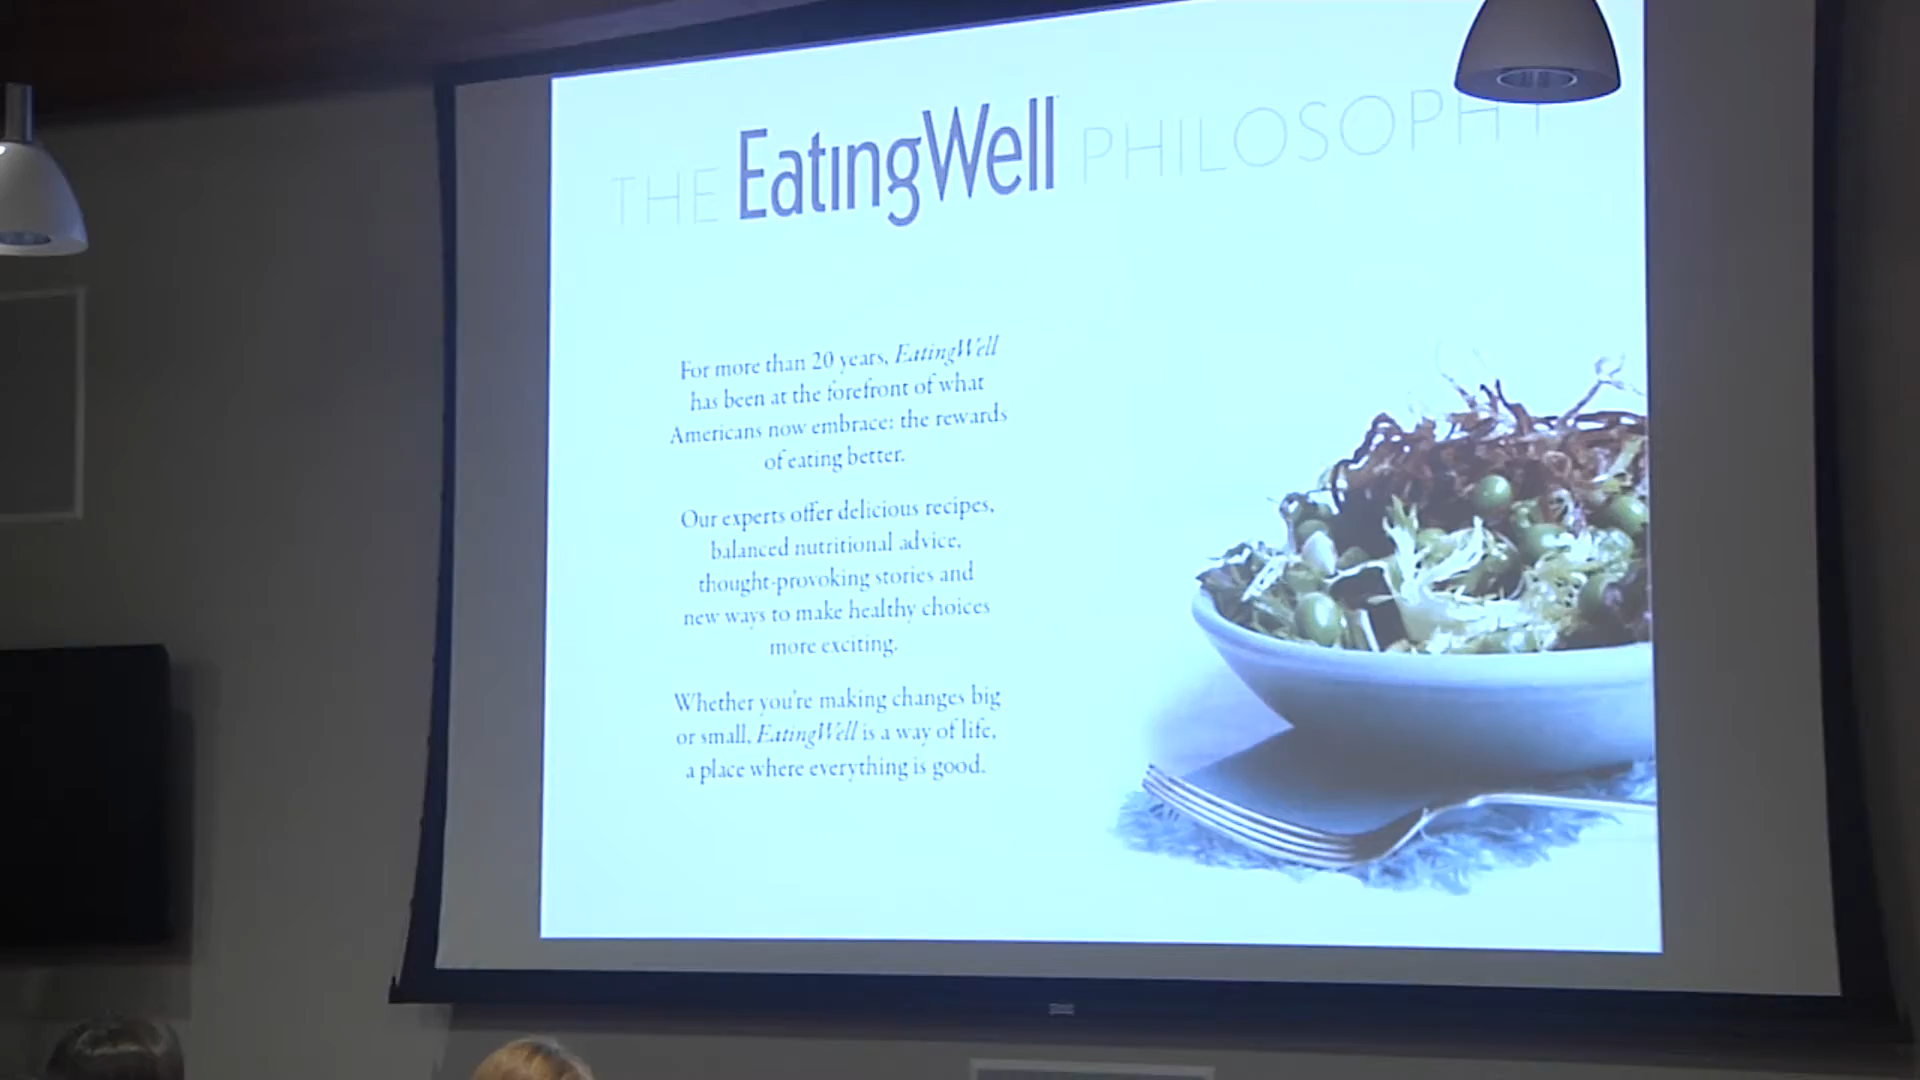 THE EatingWell PHILOSOPHY
For more than 20 years, EatingWell
has been at the forefront of what
Americans now embrace: the rewards
of eating better.
Our experts offer delicious recipes,
balanced nutritional advice,
thought-provoking stories and
new ways to make healthy choices
more exciting.
Whether you're making changes big
or small, EatingWell is a way of life,
a place where everything is good.